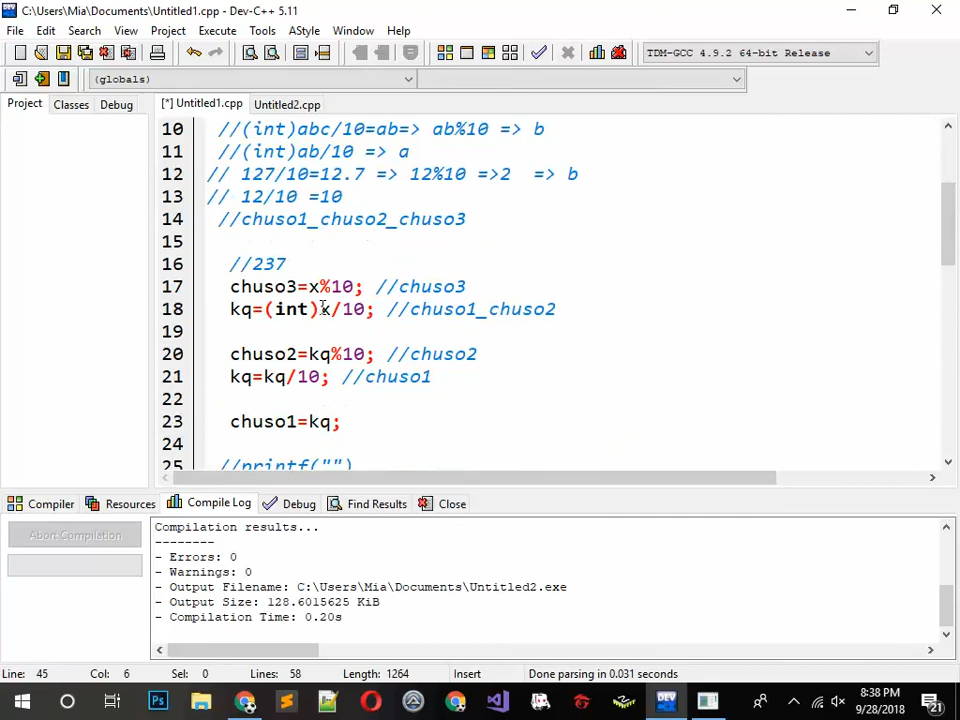 C:\Users\Mia\Documents\Untitled1.cpp - Dev-C++ 5.11
File Edit Search View Project Execute Tools AStyle Window Help
TDM-GCC 4.9.2 64-bit Release
(globals)
Project Classes Debug [*] Untitled1.cpp Untitled2.cpp
10 //(int)abc/10=ab=> ab%10 => b
11 //(int)ab/10 => a
12 // 127/10=12.7 => 12%10 =>2 => b
13 // 12/10 =10
14 //chuso1_chuso2_chuso3
15
16 //237
17 chuso3=x%10; //chuso3
18 kq=(int)x/10; //chuso1_chuso2
19
20 chuso2=kq%10; //chuso2
21 kq=kq/10; //chuso1
22
23 chuso1=kq;
24
25 //printf("")
Compiler Resources Compile Log Debug Find Results Close
Abort Compilation
Compilation results...
--------
- Errors: 0
- Warnings: 0
- Output Filename: C:\Users\Mia\Documents\Untitled2.exe
- Output Size: 128.6015625 KiB
- Compilation Time: 0.20s
Line: 45 Col: 6 Sel: 0 Lines: 58 Length: 1264 Insert Done parsing in 0.031 seconds
Ps
DEV
8:38 PM
9/28/2018
21